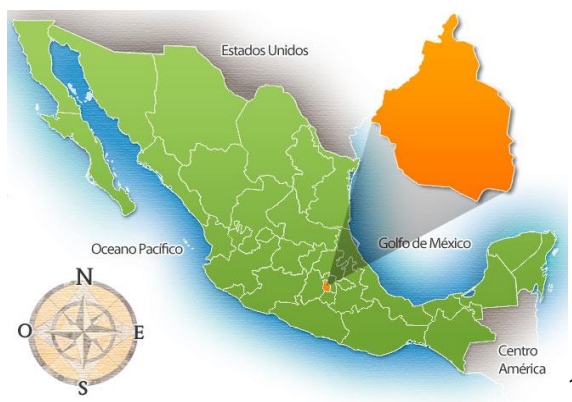 Estados Unidos
Oceano Pacífico
Golfo de México
Centro
América
N
O
E
S